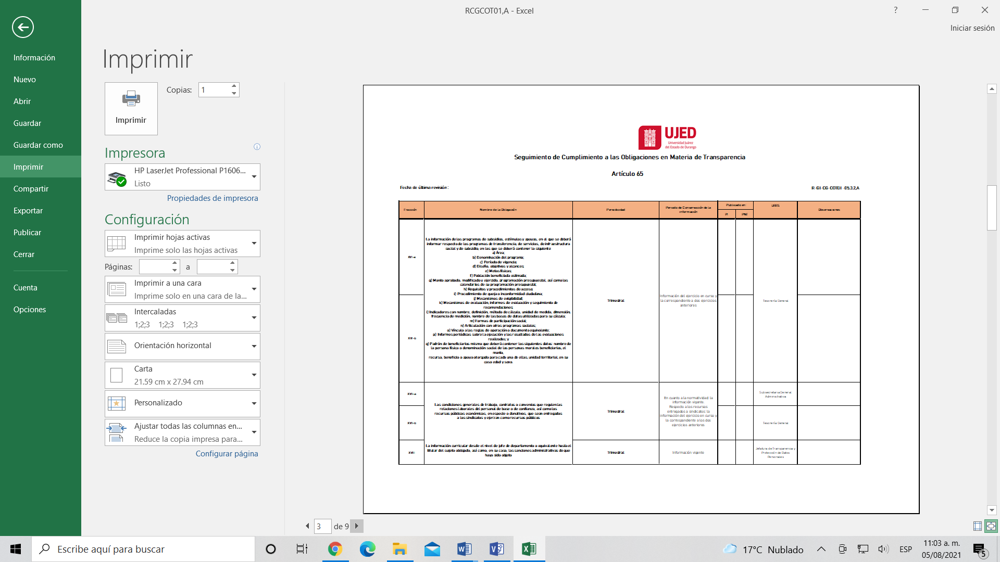 RCGCOT01,A - Excel
?
Iniciar sesión
Información
Nuevo
Abrir
Guardar
Guardar como
Imprimir
Compartir
Exportar
Publicar
Cerrar
Cuenta
Opciones
Imprimir
Imprimir
Copias: 1
Impresora
HP LaserJet Professional P1606...
Listo
Propiedades de impresora
Configuración
Imprimir hojas activas
Imprime solo las hojas activas
Páginas: a
Imprimir a una cara
Imprime solo en una cara de la...
Intercaladas
1;2;3 1;2;3 1;2;3
Orientación horizontal
Carta
21.59 cm x 27.94 cm
Personalizado
Ajustar todas las columnas en...
Reduce la copia impresa para...
Configurar página
UJED
Universidad Juárez
del Estado de Durango
Seguimiento de Cumplimiento a las Obligaciones en Materia de Transparencia
Artículo 65
Fecha de última revisión:
R-GI-CG-COTDI-05.3.2,A
Fracción
Nombre de la Obligación
Periodicidad
Periodo de Conservación de la
información
Publicado en:
PI
PNT
URES
Observaciones
XVI-a
XVI-b
La información de los programas de subsidios, estímulos y apoyos, en el que se deberá
informar respecto de los programas de transferencia, de servicios, de infraestructura
social y de subsidio, en los que se deberá contener lo siguiente:
a) Área;
b) Denominación del programa;
c) Período de vigencia;
d) Diseño, objetivos y alcances;
e) Metas físicas;
f) Población beneficiada estimada;
g) Monto aprobado, modificado y ejercido, programación presupuestal, así como los
calendarios de su programación presupuestal;
h) Requisitos y procedimientos de acceso;
i) Procedimiento de queja o inconformidad ciudadana;
j) Mecanismos de exigibilidad;
k) Mecanismos de evaluación, informes de evaluación y seguimiento de
recomendaciones;
l) Indicadores con nombre, definición, método de cálculo, unidad de medida, dimensión,
frecuencia de medición, nombre de las bases de datos utilizadas para su cálculo;
m) Formas de participación social;
n) Articulación con otros programas sociales;
o) Vínculo a las reglas de operación o documento equivalente;
p) Informes periódicos sobre la ejecución y los resultados de las evaluaciones
realizadas; y
q) Padrón de beneficiarios mismo que deberá contener los siguientes datos: nombre de
la persona física o denominación social de las personas morales beneficiarias, el
monto,
recurso, beneficio o apoyo otorgado para cada una de ellas, unidad territorial, en su
caso edad y sexo.
Trimestral
Información del ejercicio en curso y
la correspondiente a dos ejercicios
anteriores
Tesorería General
XVII-a
XVII-b
Las condiciones generales de trabajo, contratos o convenios que regulen las
relaciones laborales del personal de base o de confianza, así como los
recursos públicos económicos, en especie o donativos, que sean entregados
a los sindicatos y ejerzan como recursos públicos
Trimestral
En cuanto a la normatividad: la
información vigente.
Respecto a los recursos
entregados a sindicatos: la
información del ejercicio en curso y
la correspondiente a los dos
ejercicios anteriores
Subsecretaría General
Administrativa
Tesorería General
XVIII
La información curricular desde el nivel de jefe de departamento o equivalente hasta el
titular del sujeto obligado, así como, en su caso, las sanciones administrativas de que
haya sido objeto
Trimestral
Información vigente
Jefatura de Transparencia y
Protección de Datos
Personales
3 de 9
Escribe aquí para buscar
17°C Nublado
ESP
11:03 a. m.
05/08/2021
5